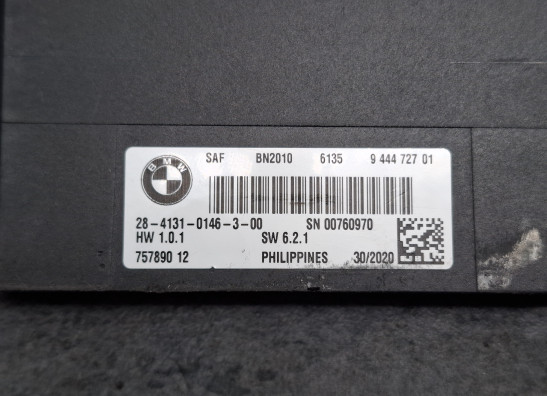 BMW
SAF BN2010 6135 9 444 727 01
28-4131-0146-3-00 SN 00760970
HW 1.0.1 SW 6.2.1
757890 12 PHILIPPINES 30/2020